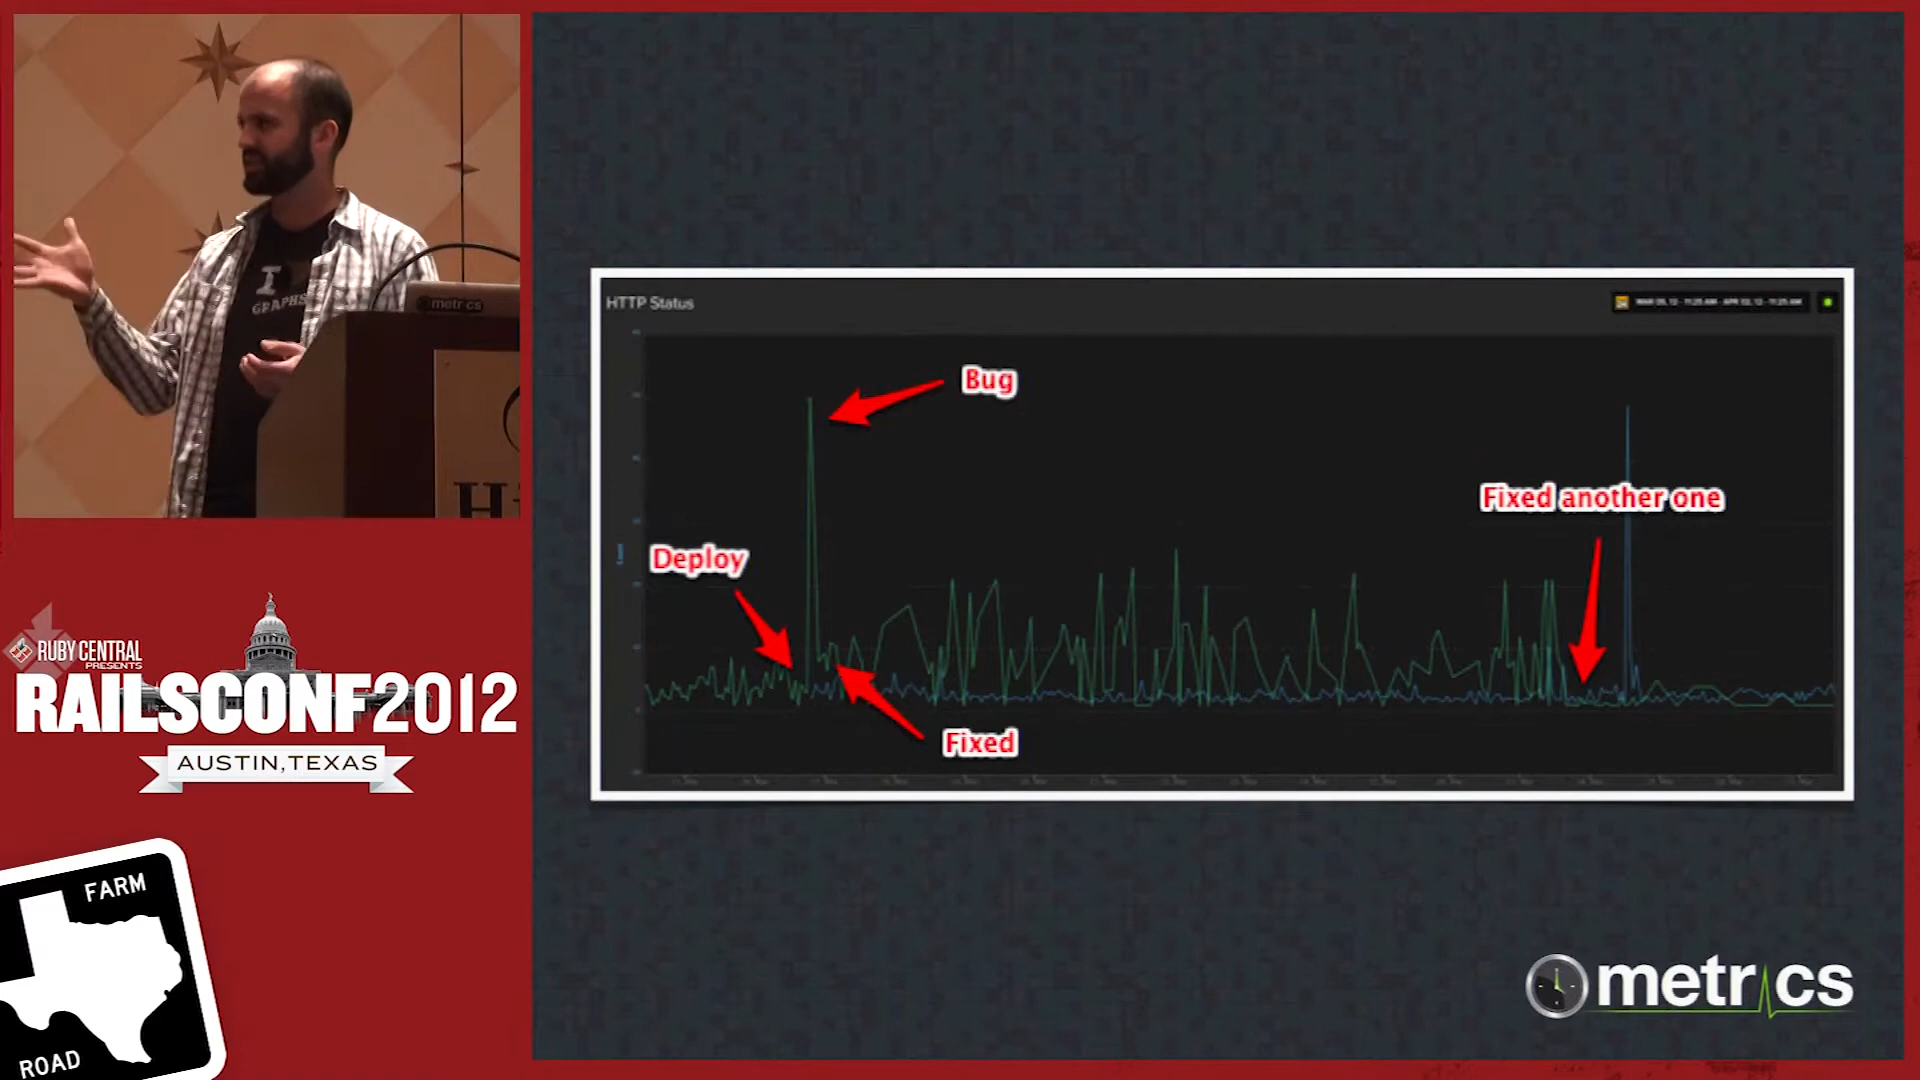 I
GRAPHS
metrics
RUBY CENTRAL
PRESENTS
RAILSCONF2012
AUSTIN, TEXAS
FARM
ROAD
HTTP Status
Bug
Fixed another one
Deploy
Fixed
metrics